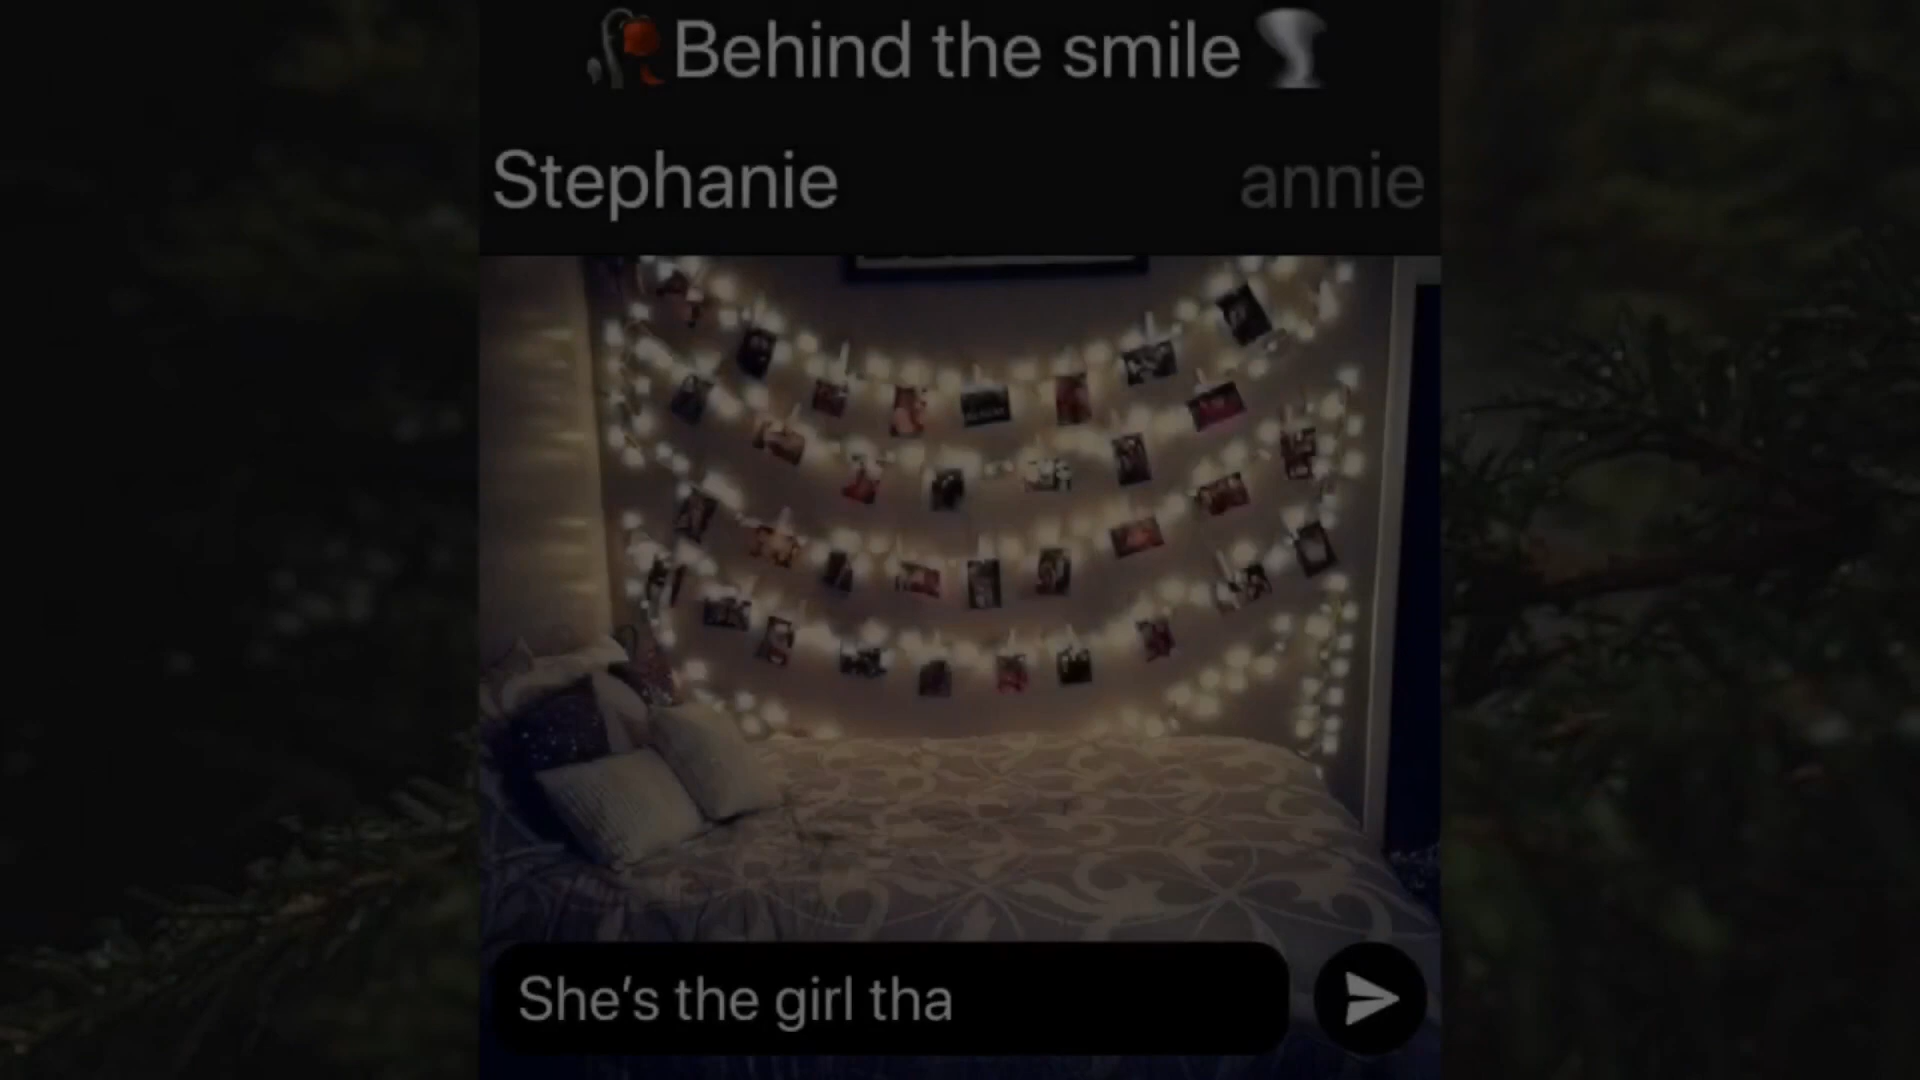 🥀Behind the smile🌪
Stephanie
annie
She's the girl tha